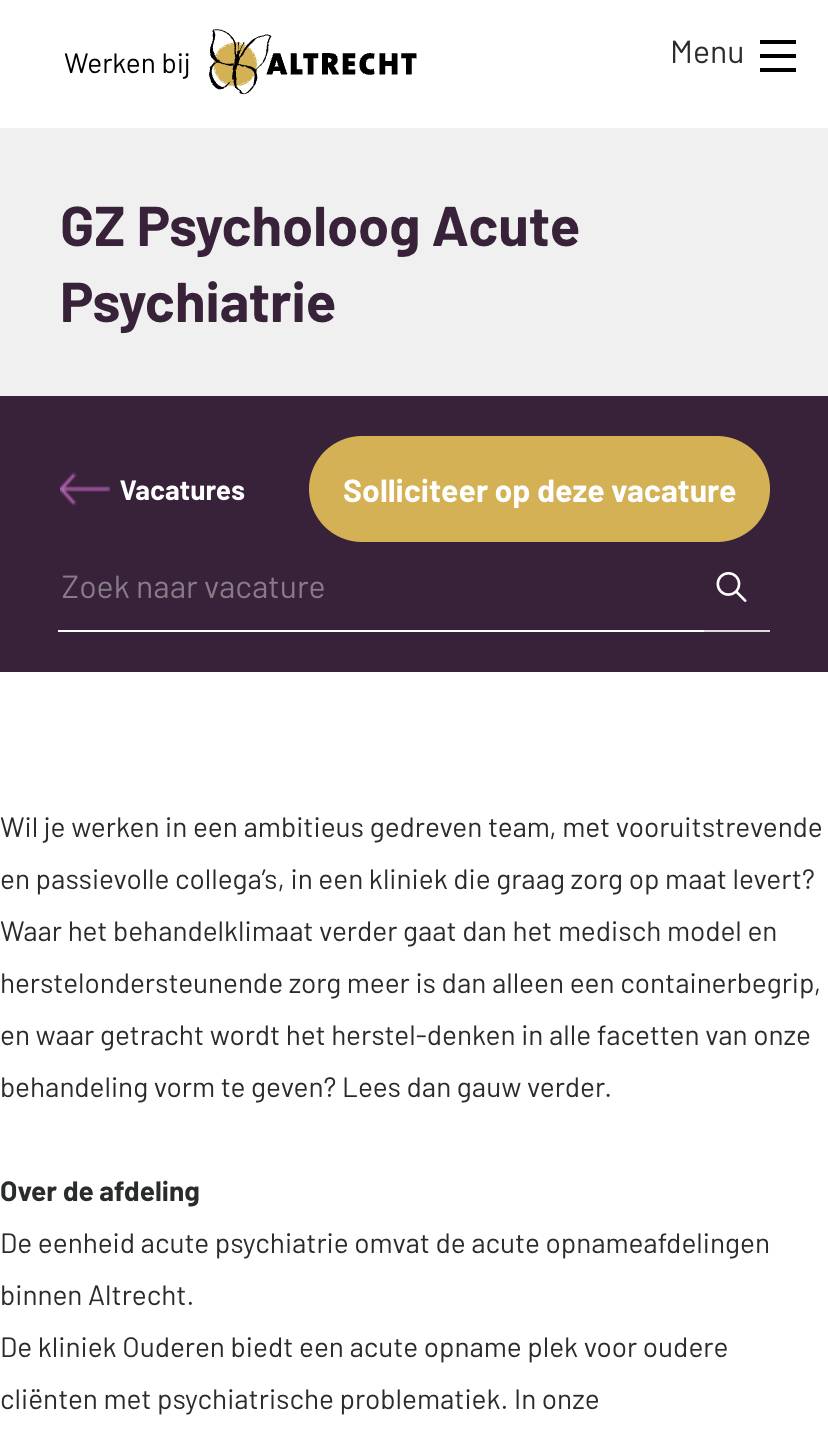 Werken bij ALTRECHT
Menu
GZ Psycholoog Acute
Psychiatrie
Vacatures
Solliciteer op deze vacature
Zoek naar vacature
Wil je werken in een ambitieus gedreven team, met vooruitstrevende
en passievolle collega’s, in een kliniek die graag zorg op maat levert?
Waar het behandelklimaat verder gaat dan het medisch model en
herstelondersteunende zorg meer is dan alleen een containerbegrip,
en waar getracht wordt het herstel-denken in alle facetten van onze
behandeling vorm te geven? Lees dan gauw verder.
Over de afdeling
De eenheid acute psychiatrie omvat de acute opnameafdelingen
binnen Altrecht.
De kliniek Ouderen biedt een acute opname plek voor oudere
cliënten met psychiatrische problematiek. In onze